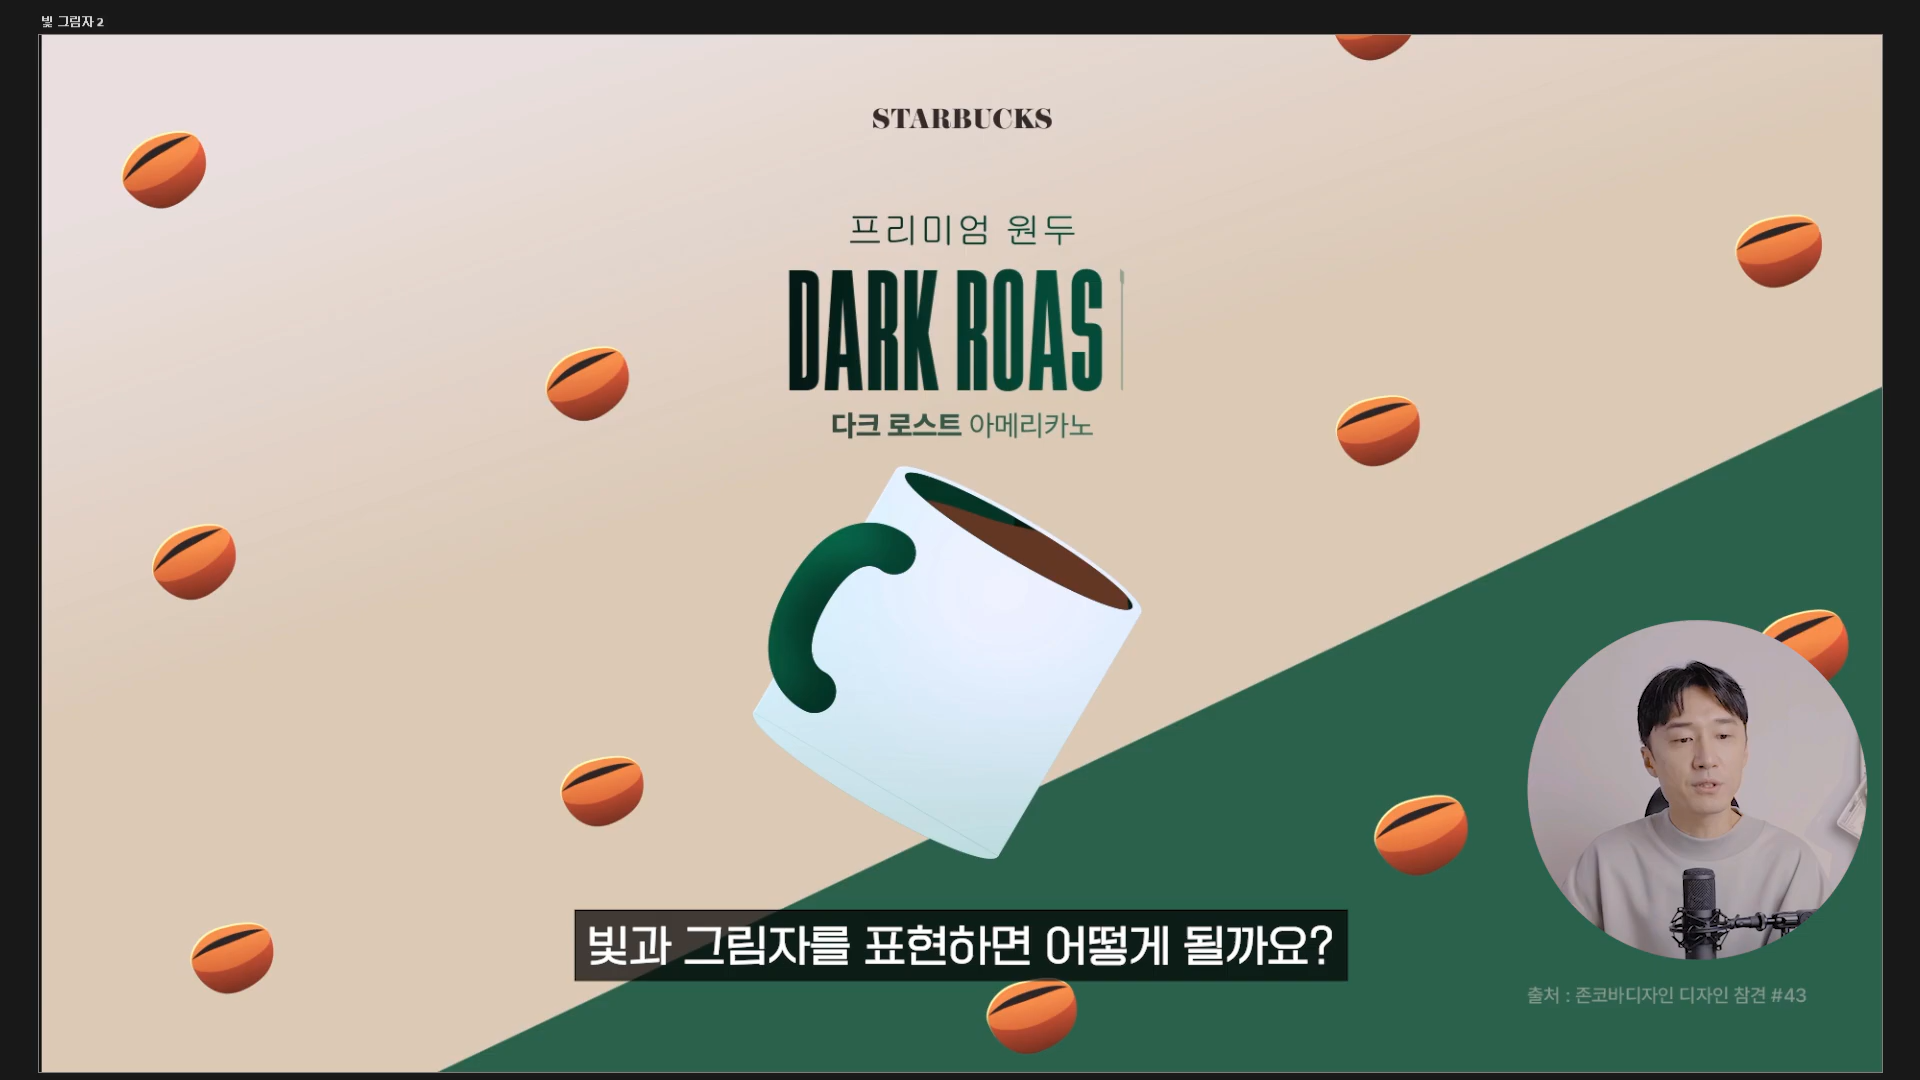 빛 그림자 2
STARBUCKS
프리미엄 원두
DARK ROAS
다크 로스트 아메리카노
빛과 그림자를 표현하면 어떻게 될까요?
출처 : 존코바디자인 디자인 참견 #43